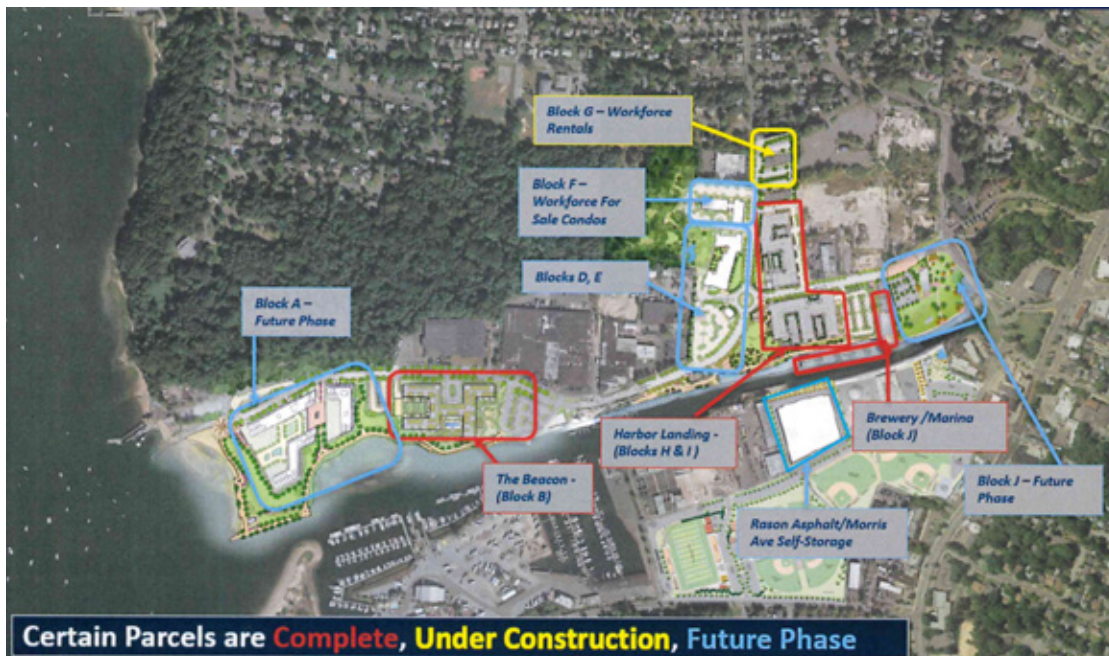 Block G – Workforce
Rentals
Block F –
Workforce For
Sale Condos
Blocks D, E
Block A –
Future Phase
Harbor Landing -
(Blocks H & I )
Brewery /Marina
(Block J)
The Beacon -
(Block B)
Block J – Future
Phase
Rason Asphalt/Morris
Ave Self-Storage
Certain Parcels are Complete, Under Construction, Future Phase